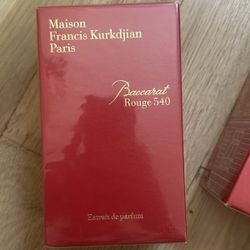 Maison
Francis Kurkdjian
Paris
Baccarat
Rouge 540
Extrait de parfum